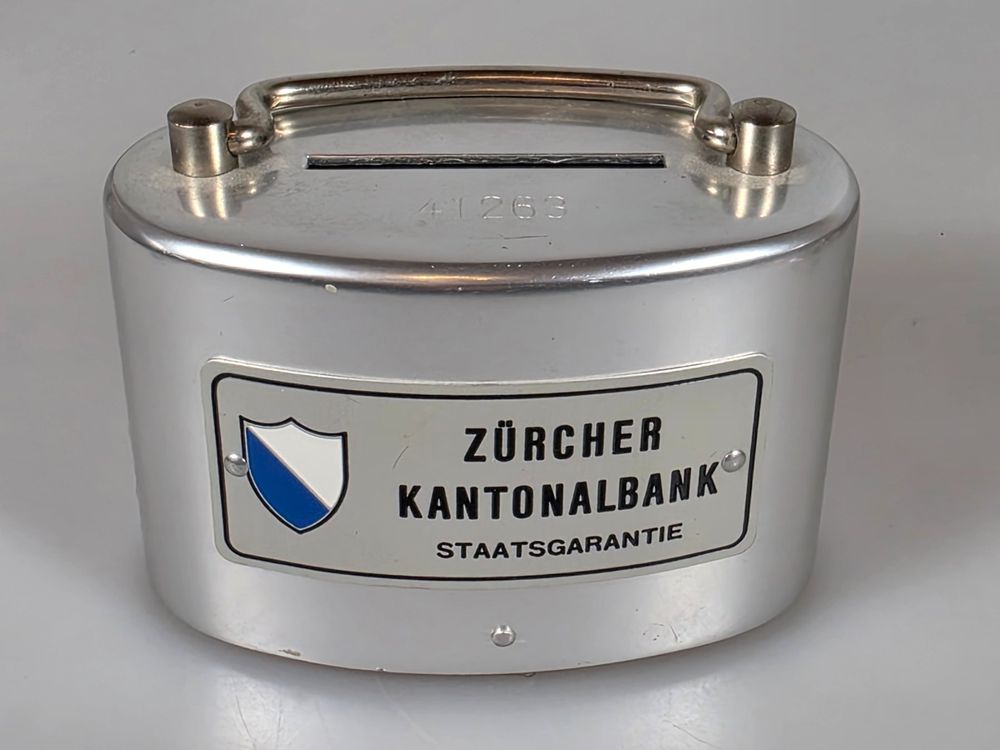 41263
ZÜRCHER
KANTONALBANK
STAATSGARANTIE